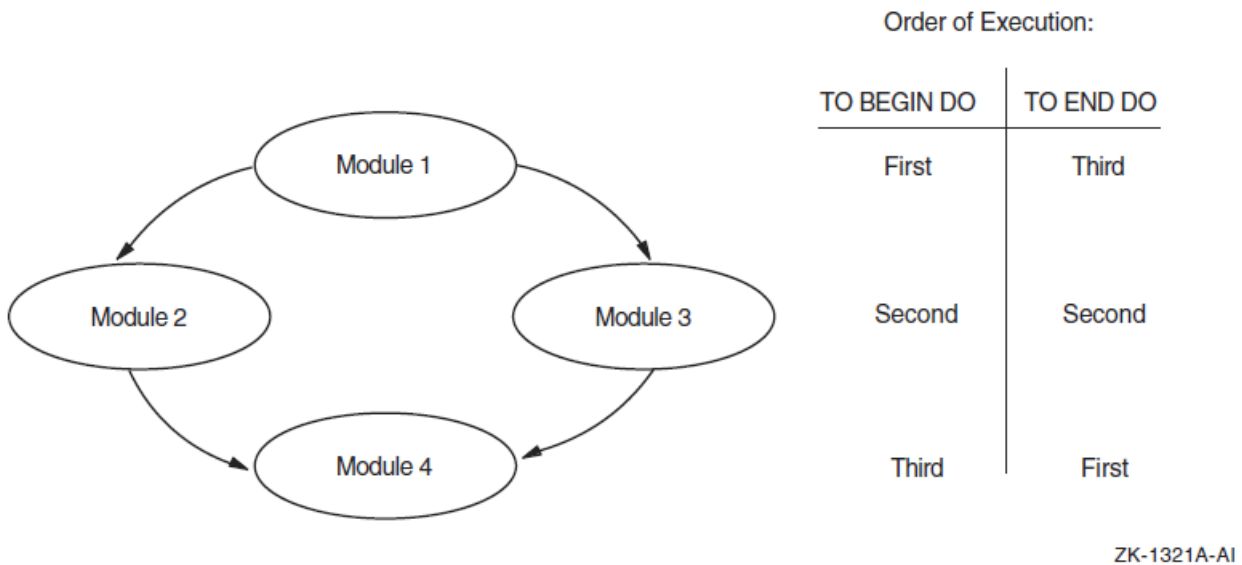 Order of Execution:
TO BEGIN DO TO END DO
Module 1 First Third
Module 2 Module 3 Second Second
Module 4 Third First
ZK-1321A-AI